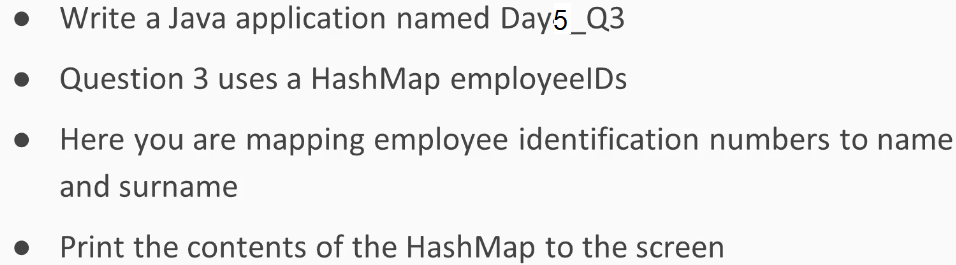 ● Write a Java application named Day5_Q3
● Question 3 uses a HashMap employeeIDs
● Here you are mapping employee identification numbers to name
and surname
● Print the contents of the HashMap to the screen